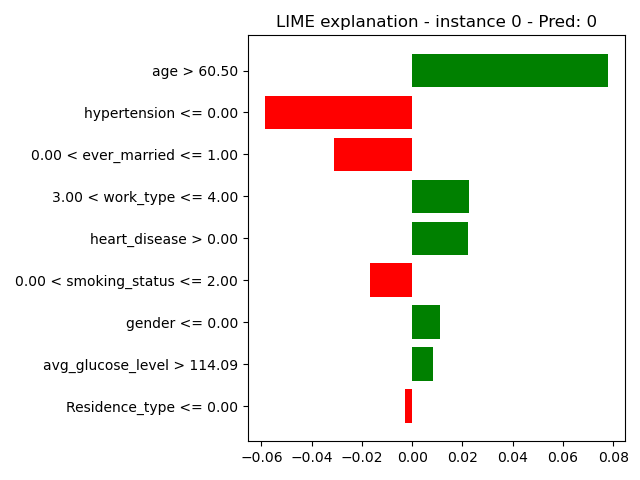 LIME explanation - instance 0 - Pred: 0
age > 60.50
hypertension <= 0.00
0.00 < ever_married <= 1.00
3.00 < work_type <= 4.00
heart_disease > 0.00
0.00 < smoking_status <= 2.00
gender <= 0.00
avg_glucose_level > 114.09
Residence_type <= 0.00
−0.06 −0.04 −0.02 0.00 0.02 0.04 0.06 0.08